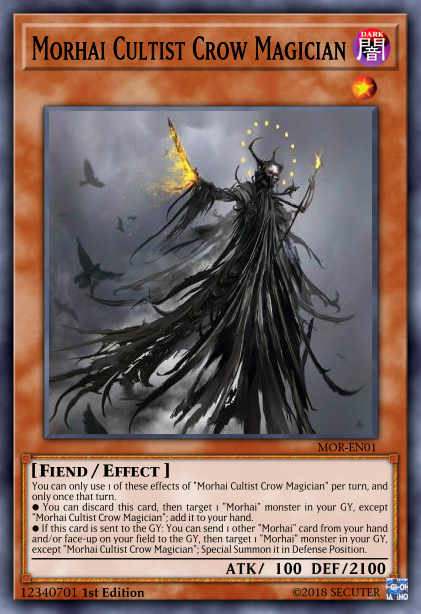 Morhai Cultist Crow Magician
DARK
闇
MOR-EN01
[Fiend / Effect ]
You can only use 1 of these effects of "Morhai Cultist Crow Magician" per turn, and
only once that turn.
● You can discard this card, then target 1 "Morhai" monster in your GY, except
"Morhai Cultist Crow Magician"; add it to your hand.
● If this card is sent to the GY: You can send 1 other "Morhai" card from your hand
and/or face-up on your field to the GY, then target 1 "Morhai" monster in your GY,
except "Morhai Cultist Crow Magician"; Special Summon it in Defense Position.
ATK/ 100 DEF/2100
12340701 1st Edition
©2018 SECUTER